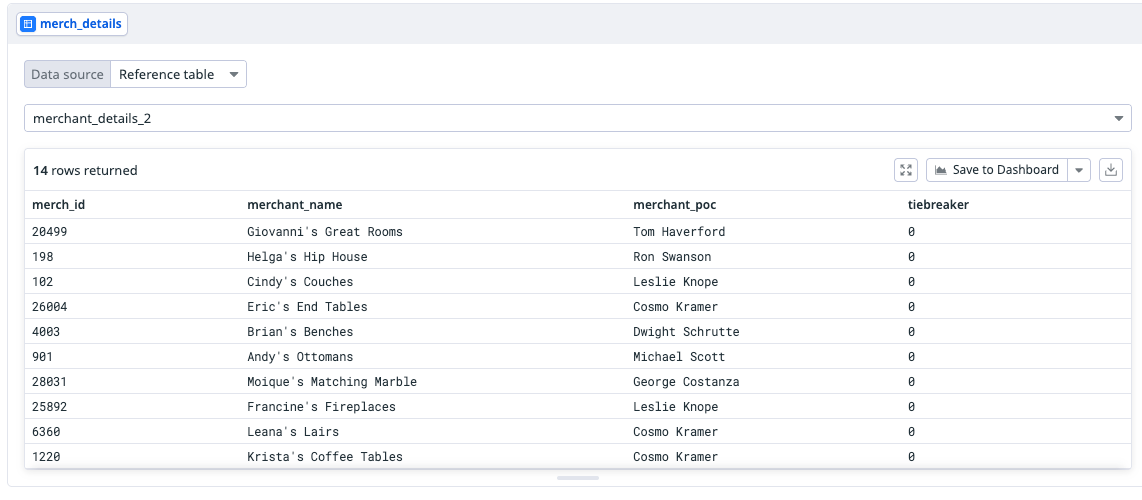 merch_details
Data source Reference table
merchant_details_2
14 rows returned Save to Dashboard
merch_id merchant_name merchant_poc tiebreaker
20499 Giovanni's Great Rooms Tom Haverford 0
198 Helga's Hip House Ron Swanson 0
102 Cindy's Couches Leslie Knope 0
26004 Eric's End Tables Cosmo Kramer 0
4003 Brian's Benches Dwight Schrutte 0
901 Andy's Ottomans Michael Scott 0
28031 Moique's Matching Marble George Costanza 0
25892 Francine's Fireplaces Leslie Knope 0
6360 Leana's Lairs Cosmo Kramer 0
1220 Krista's Coffee Tables Cosmo Kramer 0